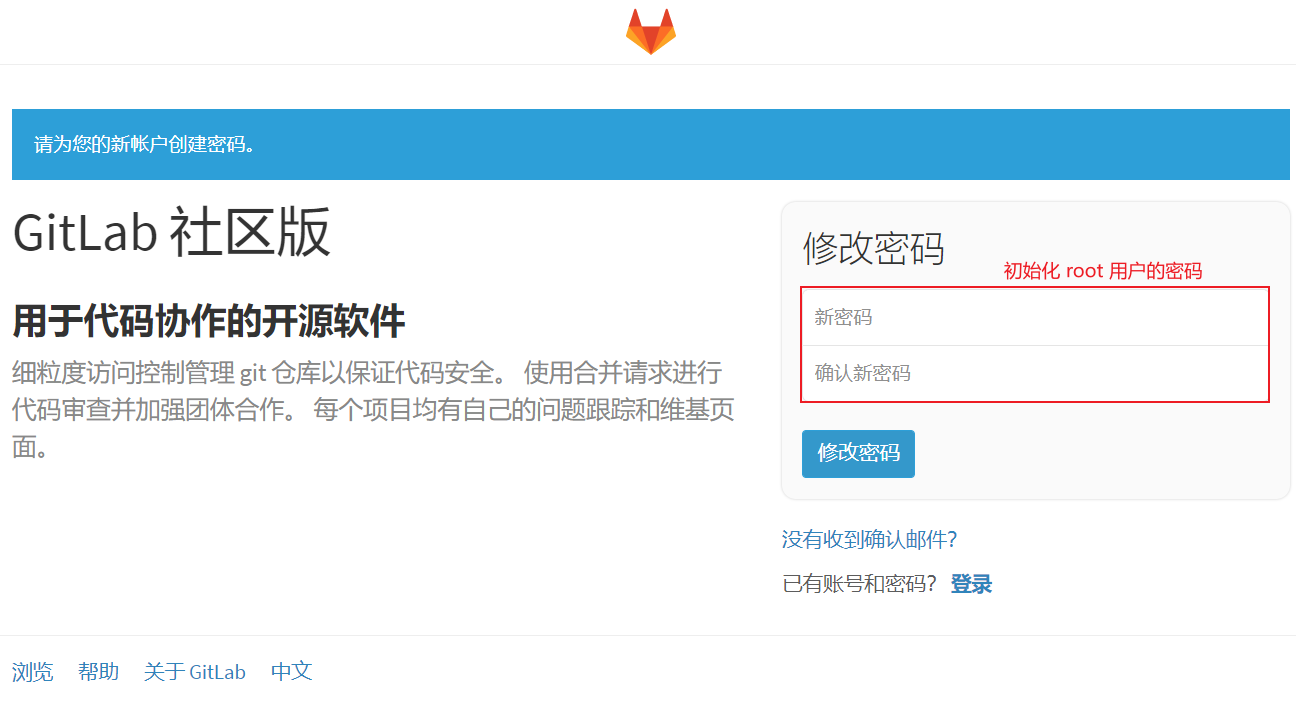 请为您的新帐户创建密码。
GitLab 社区版
用于代码协作的开源软件
细粒度访问控制管理 git 仓库以保证代码安全。 使用合并请求进行
代码审查并加强团体合作。 每个项目均有自己的问题跟踪和维基页
面。
修改密码
初始化 root 用户的密码
新密码
确认新密码
修改密码
没有收到确认邮件?
已有账号和密码? 登录
浏览 帮助 关于 GitLab 中文